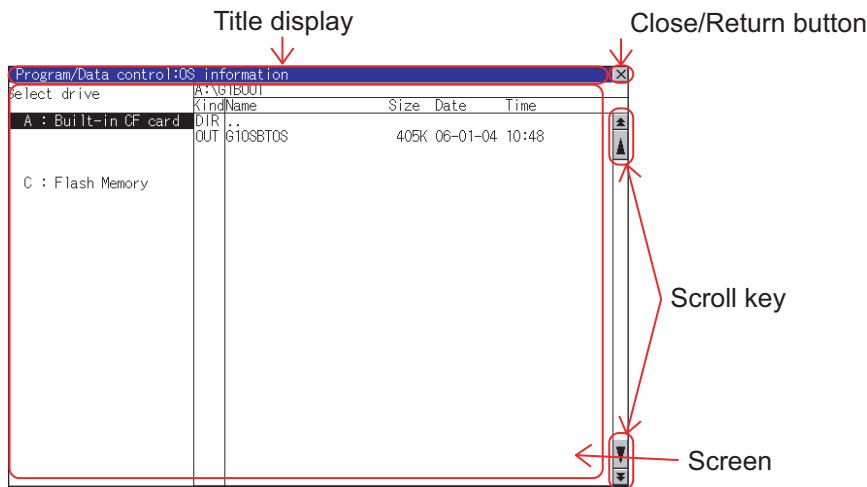 Title display
Close/Return button
Program/Data control:OS information
Select drive
A:\G1BOOT
Kind Name Size Date Time
A : Built-in CF card
DIR ..
OUT G1OSBTOS 405K 06-01-04 10:48
C : Flash Memory
Scroll key
Screen